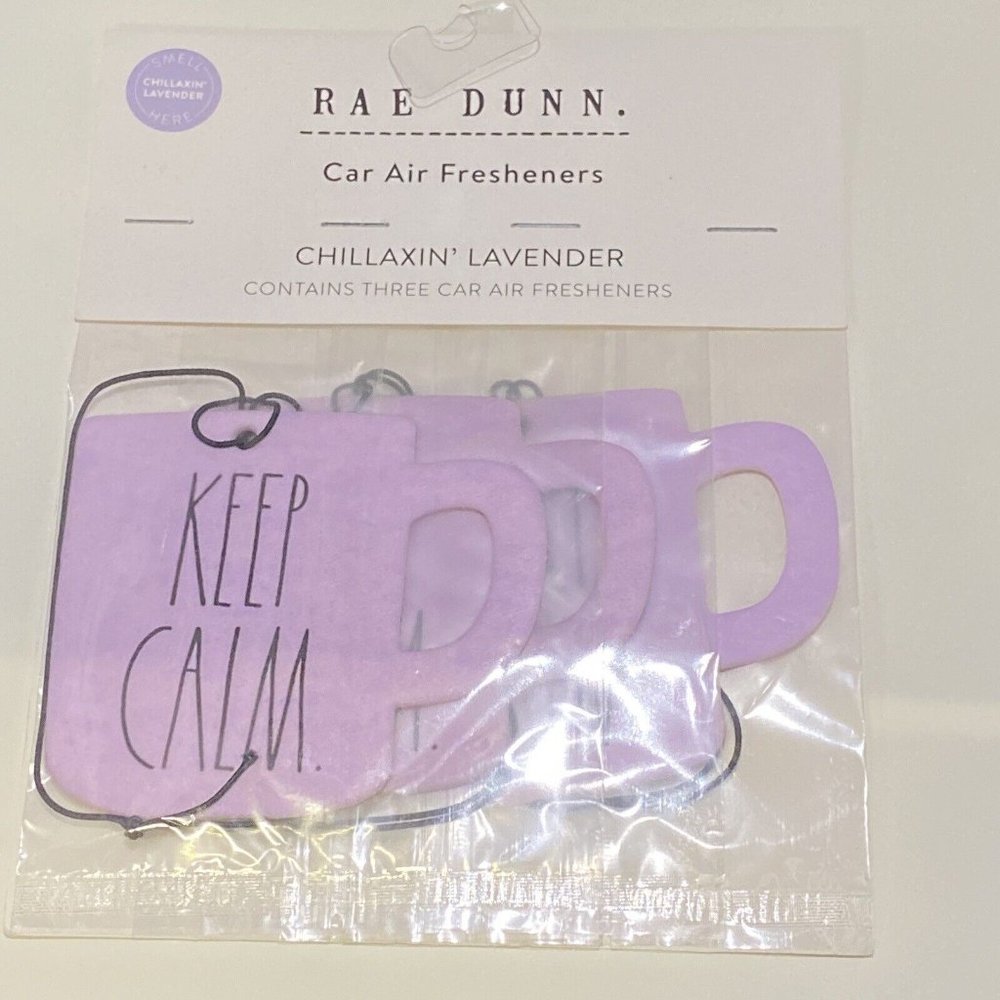 SMELL
CHILLAXIN'
LAVENDER
HERE
RAE DUNN.
Car Air Fresheners
CHILLAXIN' LAVENDER
CONTAINS THREE CAR AIR FRESHENERS
KEEP
CALM.